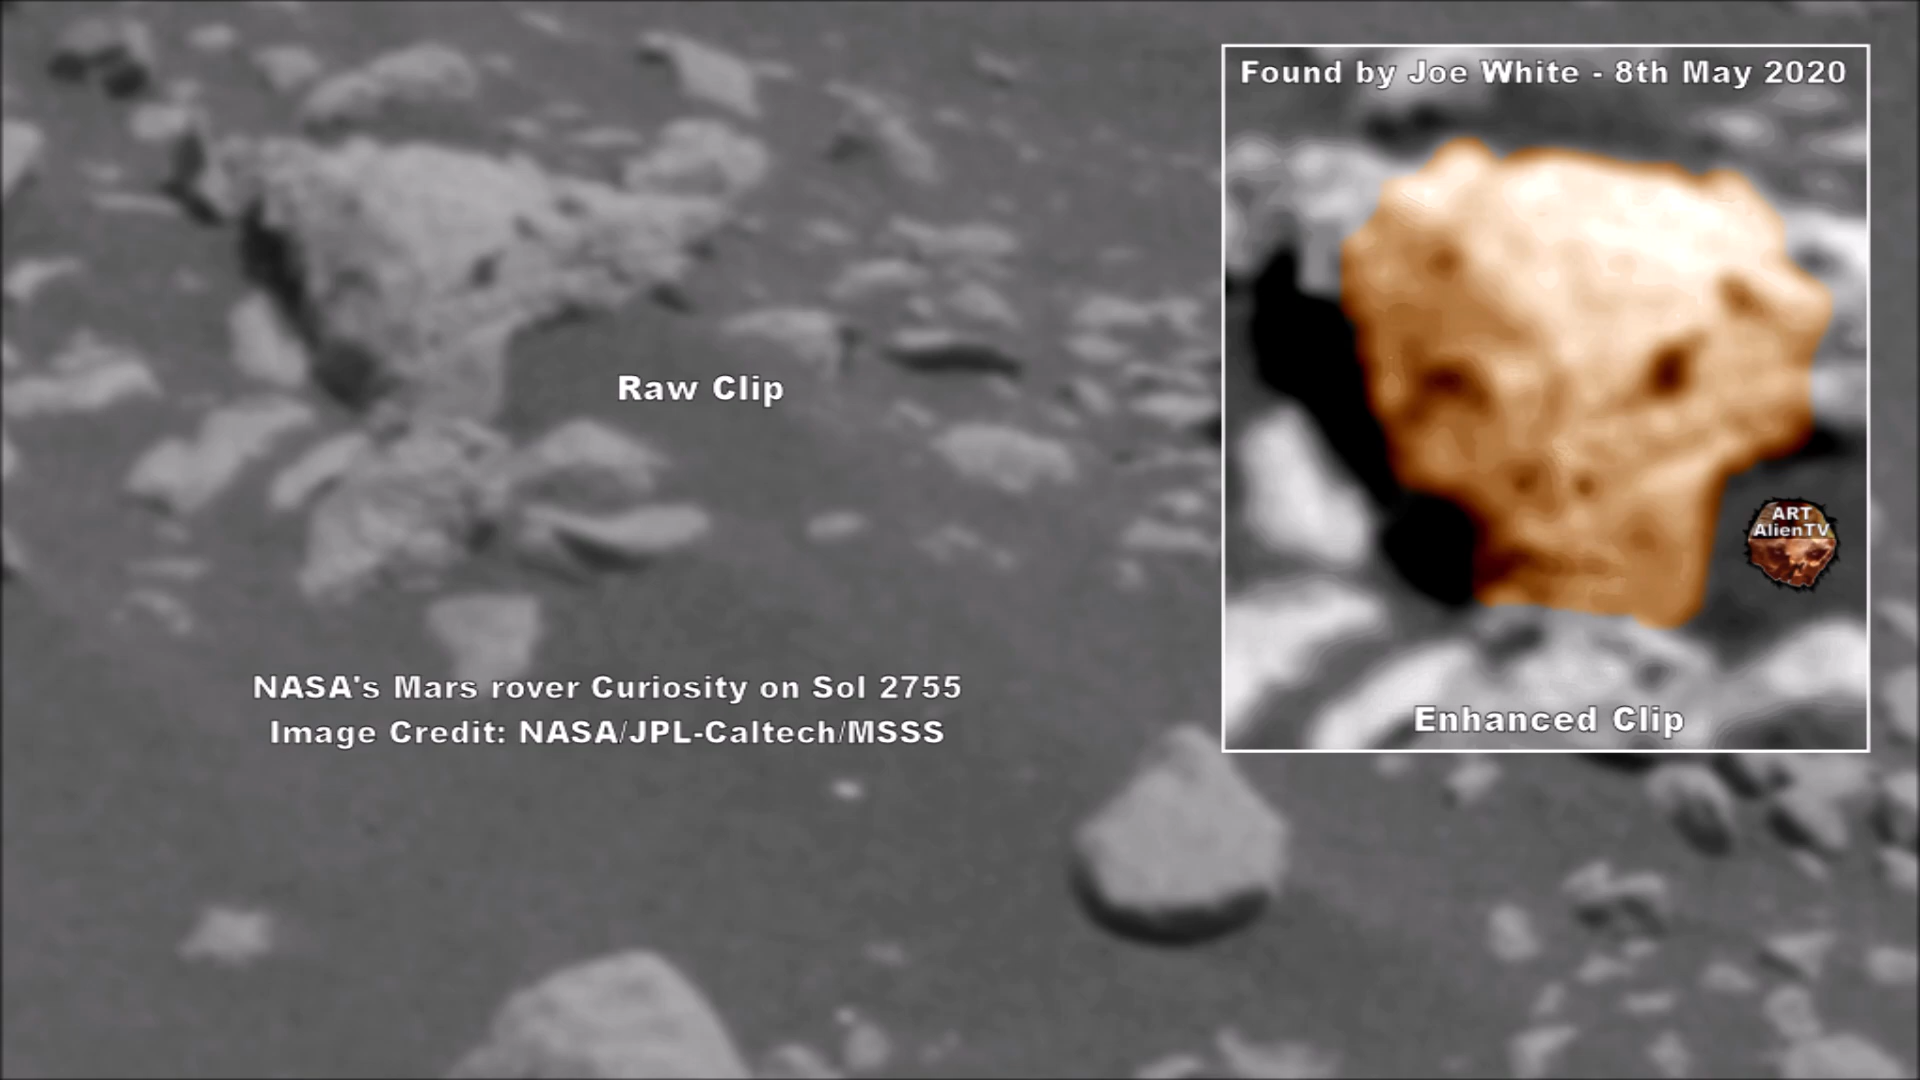 Found by Joe White - 8th May 2020
Raw Clip
ART
AlienTV
NASA's Mars rover Curiosity on Sol 2755
Image Credit: NASA/JPL-Caltech/MSSS
Enhanced Clip